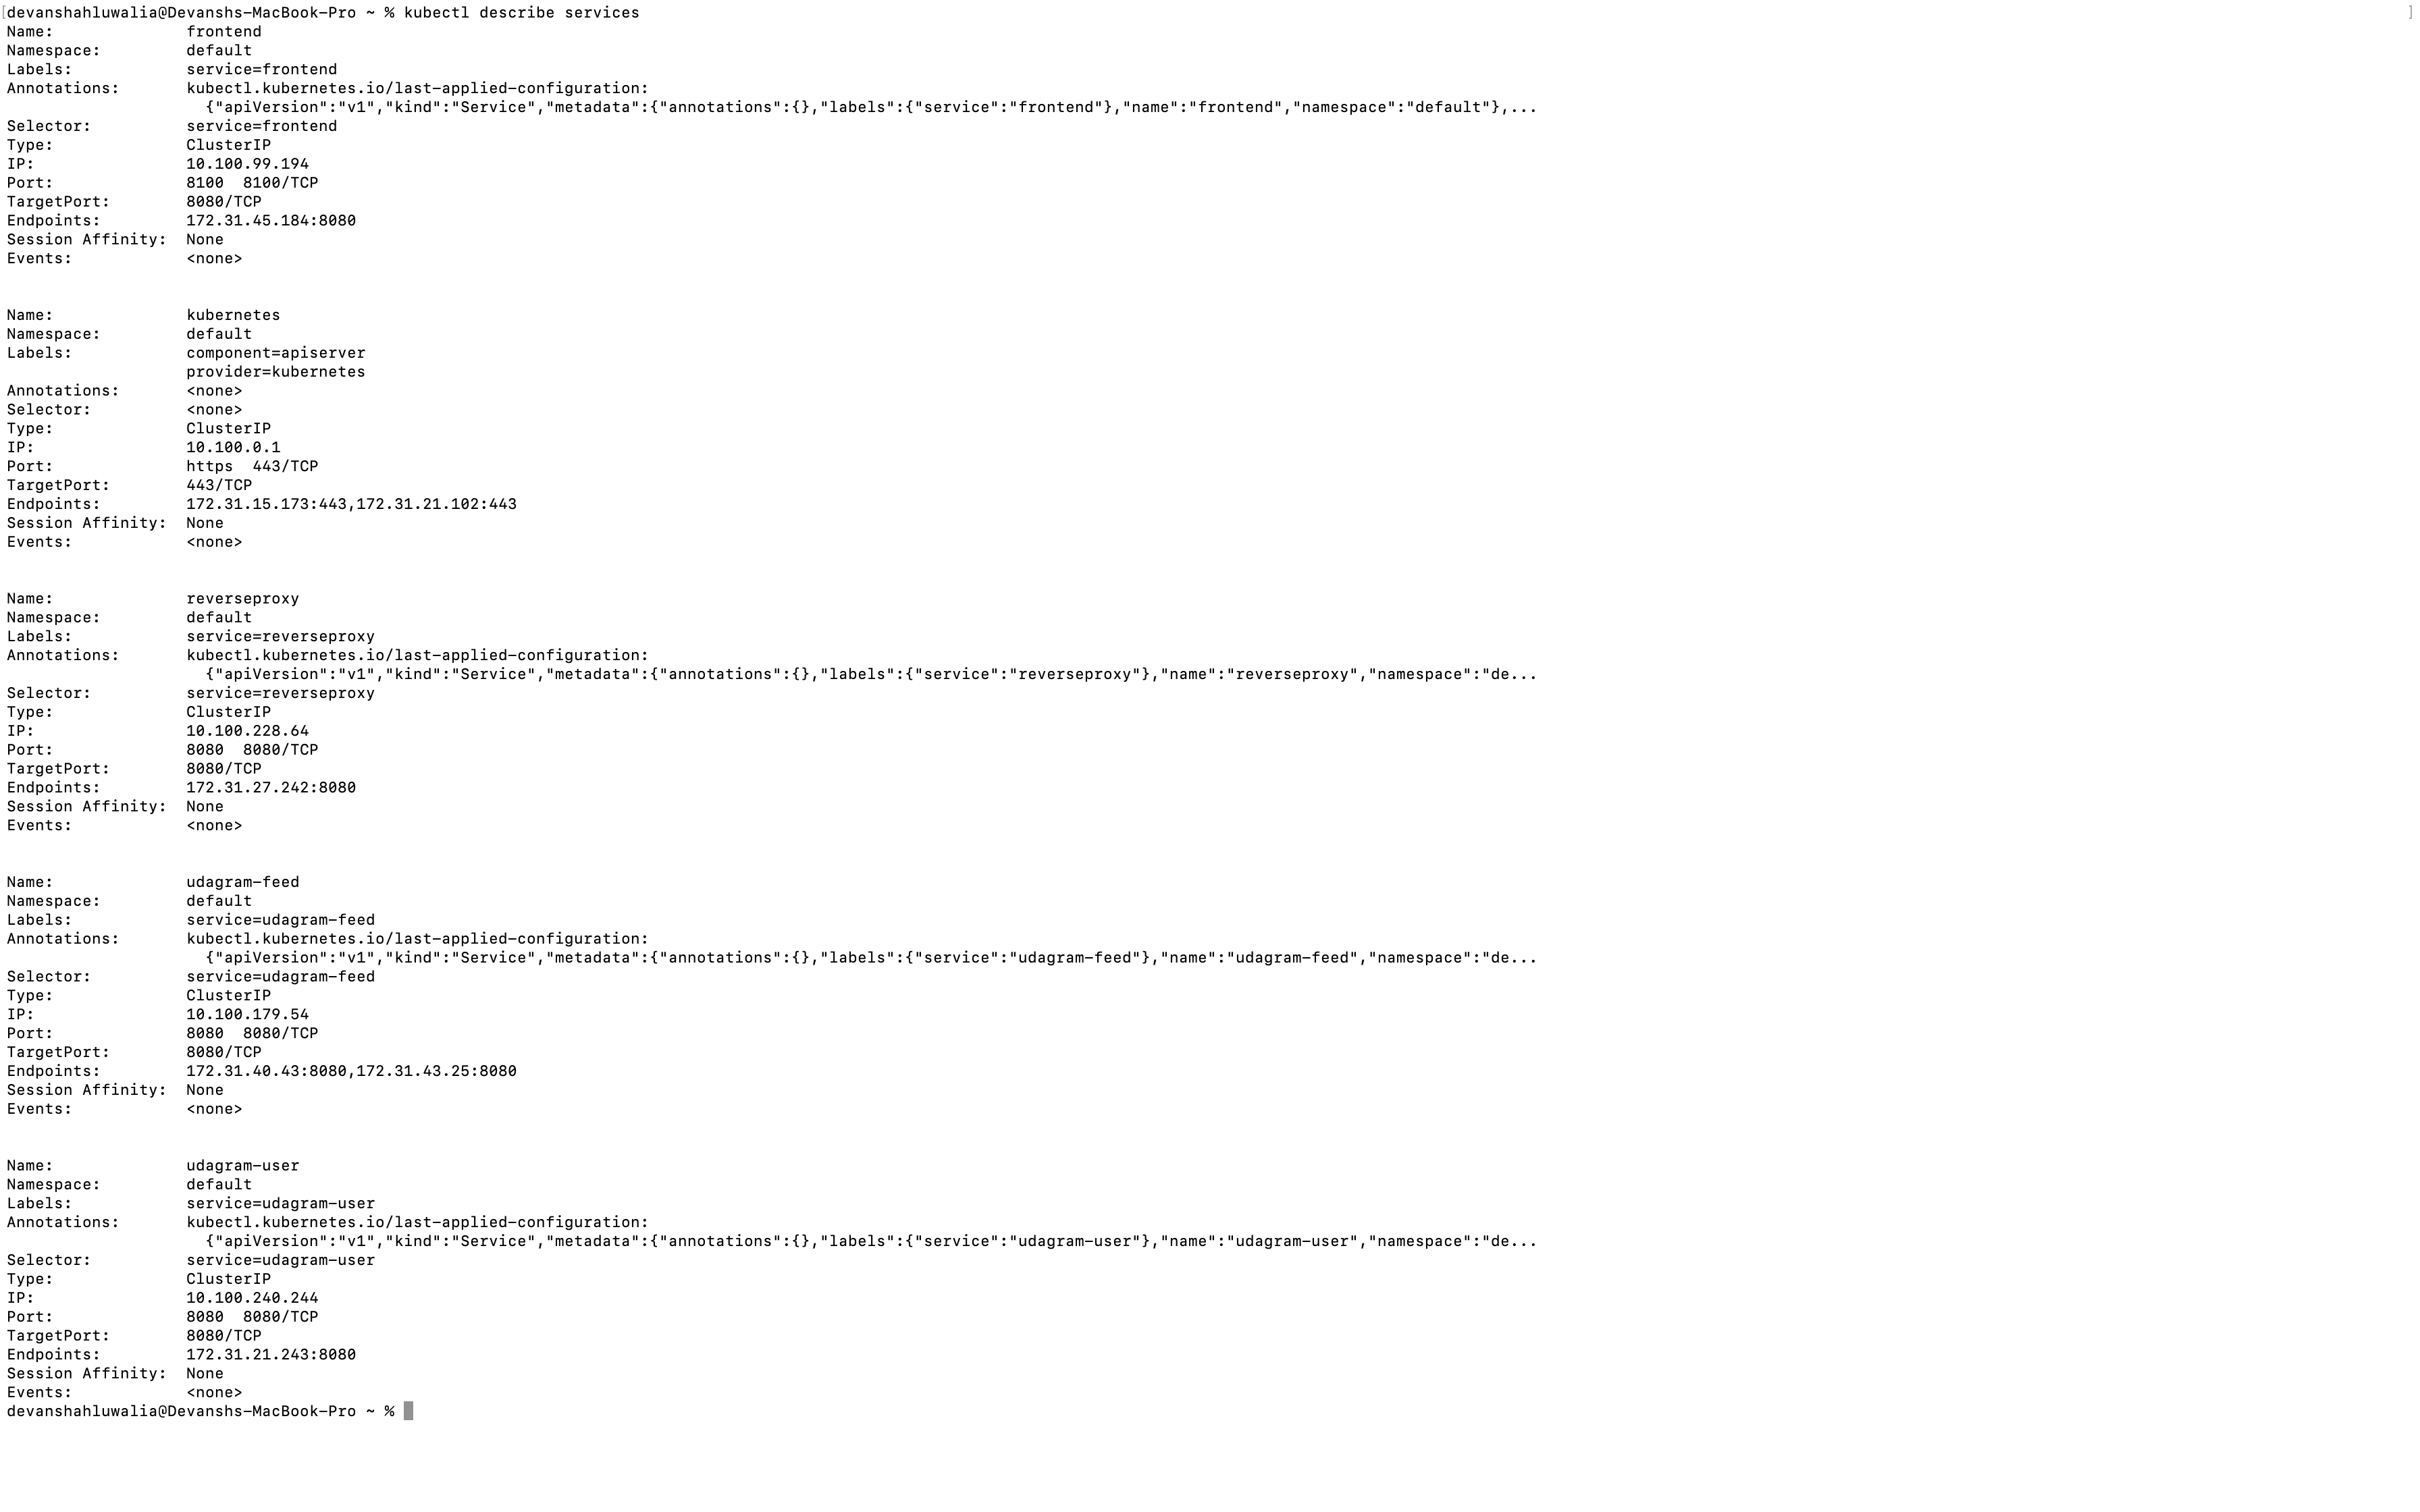 [devanshahluwalia@Devanshs-MacBook-Pro ~ % kubectl describe services ]
Name: frontend
Namespace: default
Labels: service=frontend
Annotations: kubectl.kubernetes.io/last-applied-configuration:
{"apiVersion":"v1","kind":"Service","metadata":{"annotations":{},"labels":{"service":"frontend"},"name":"frontend","namespace":"default"},...
Selector: service=frontend
Type: ClusterIP
IP: 10.100.99.194
Port: 8100 8100/TCP
TargetPort: 8080/TCP
Endpoints: 172.31.45.184:8080
Session Affinity: None
Events: <none>
Name: kubernetes
Namespace: default
Labels: component=apiserver
provider=kubernetes
Annotations: <none>
Selector: <none>
Type: ClusterIP
IP: 10.100.0.1
Port: https 443/TCP
TargetPort: 443/TCP
Endpoints: 172.31.15.173:443,172.31.21.102:443
Session Affinity: None
Events: <none>
Name: reverseproxy
Namespace: default
Labels: service=reverseproxy
Annotations: kubectl.kubernetes.io/last-applied-configuration:
{"apiVersion":"v1","kind":"Service","metadata":{"annotations":{},"labels":{"service":"reverseproxy"},"name":"reverseproxy","namespace":"de...
Selector: service=reverseproxy
Type: ClusterIP
IP: 10.100.228.64
Port: 8080 8080/TCP
TargetPort: 8080/TCP
Endpoints: 172.31.27.242:8080
Session Affinity: None
Events: <none>
Name: udagram-feed
Namespace: default
Labels: service=udagram-feed
Annotations: kubectl.kubernetes.io/last-applied-configuration:
{"apiVersion":"v1","kind":"Service","metadata":{"annotations":{},"labels":{"service":"udagram-feed"},"name":"udagram-feed","namespace":"de...
Selector: service=udagram-feed
Type: ClusterIP
IP: 10.100.179.54
Port: 8080 8080/TCP
TargetPort: 8080/TCP
Endpoints: 172.31.40.43:8080,172.31.43.25:8080
Session Affinity: None
Events: <none>
Name: udagram-user
Namespace: default
Labels: service=udagram-user
Annotations: kubectl.kubernetes.io/last-applied-configuration:
{"apiVersion":"v1","kind":"Service","metadata":{"annotations":{},"labels":{"service":"udagram-user"},"name":"udagram-user","namespace":"de...
Selector: service=udagram-user
Type: ClusterIP
IP: 10.100.240.244
Port: 8080 8080/TCP
TargetPort: 8080/TCP
Endpoints: 172.31.21.243:8080
Session Affinity: None
Events: <none>
devanshahluwalia@Devanshs-MacBook-Pro ~ %